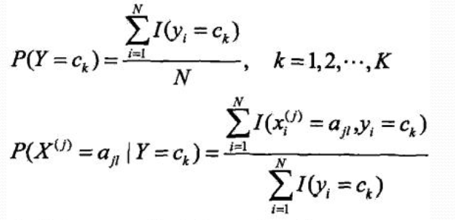 P(Y=c_k)=\frac{\sum_{i=1}^{N}I(y_i=c_k)}{N}, k=1,2,⋯,K
P(X^{(j)}=a_{jl}|Y=c_k)=\frac{\sum_{i=1}^{N}I(x_i^{(j)}=a_{jl},y_i=c_k)}{\sum_{i=1}^{N}I(y_i=c_k)}